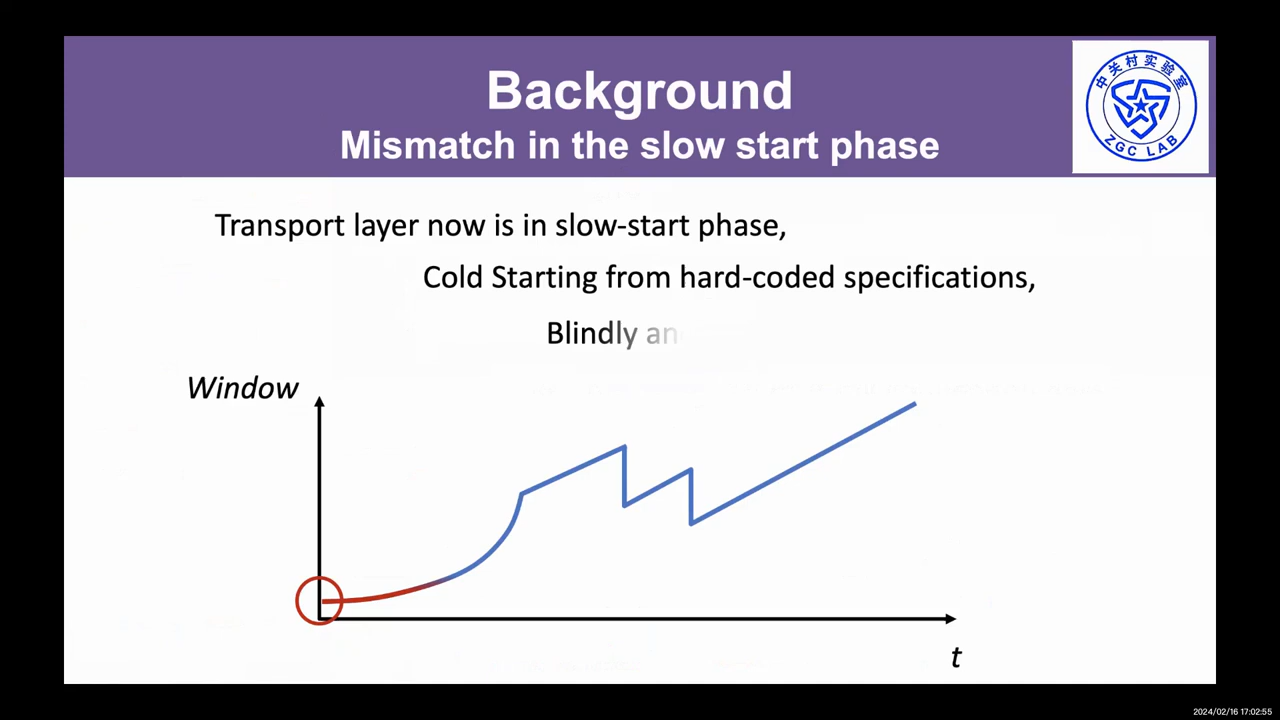 Background
Mismatch in the slow start phase
中关村实验室
ZGC LAB
Transport layer now is in slow-start phase,
Cold Starting from hard-coded specifications,
Blindly an
Window
t
2024/02/16 17:02:55